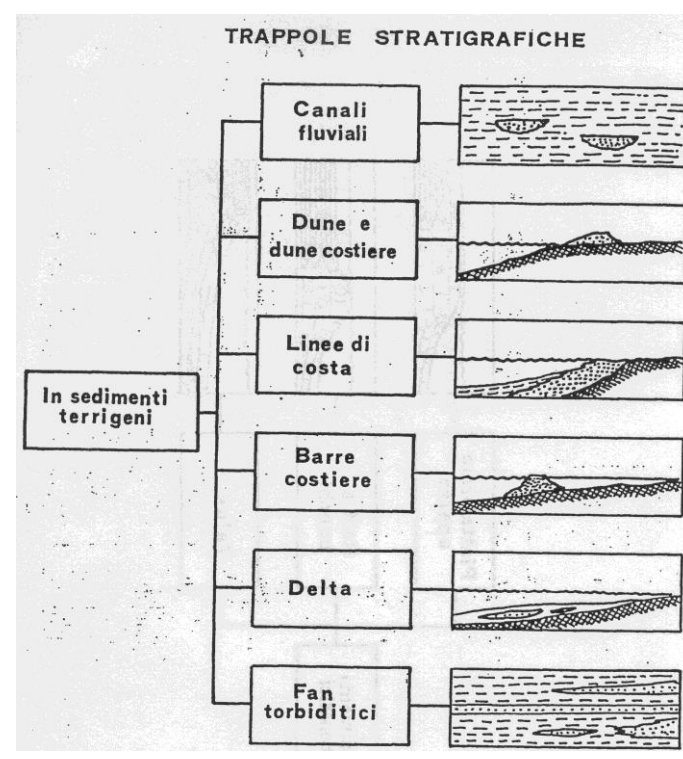 TRAPPOLE STRATIGRAFICHE
Canali
fluviali
Dune e
dune costiere
Linee di
costa
In sedimenti
terrigeni
Barre
costiere
Delta
Fan
torbiditici